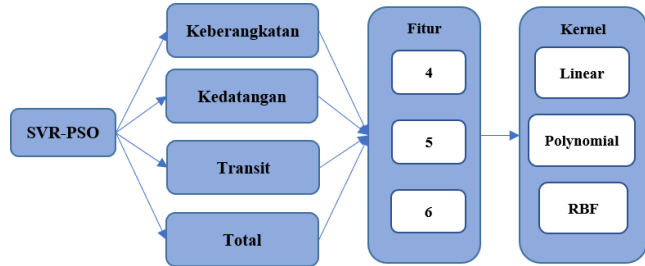 SVR-PSO
Keberangkatan
Kedatangan
Transit
Total
Fitur
4
5
6
Kernel
Linear
Polynomial
RBF